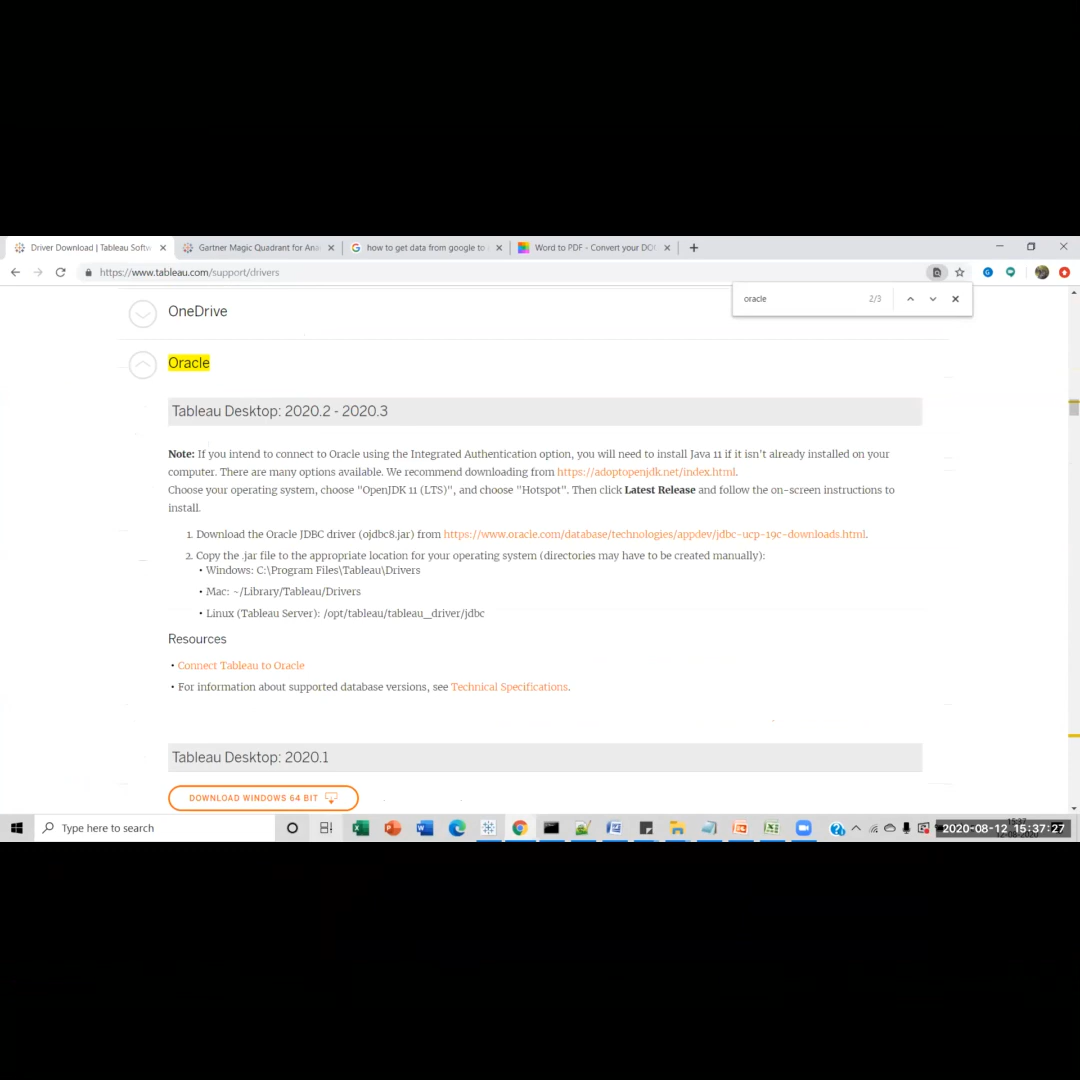 Driver Download | Tableau Softw
Gartner Magic Quadrant for Ana
how to get data from google to
Word to PDF - Convert your DOC
https://www.tableau.com/support/drivers
oracle 2/3
OneDrive
Oracle
Tableau Desktop: 2020.2 - 2020.3
Note: If you intend to connect to Oracle using the Integrated Authentication option, you will need to install Java 11 if it isn't already installed on your
computer. There are many options available. We recommend downloading from https://adoptopenjdk.net/index.html.
Choose your operating system, choose "OpenJDK 11 (LTS)", and choose "Hotspot". Then click Latest Release and follow the on-screen instructions to
install.
1. Download the Oracle JDBC driver (ojdbc8.jar) from https://www.oracle.com/database/technologies/appdev/jdbc-ucp-19c-downloads.html.
2. Copy the .jar file to the appropriate location for your operating system (directories may have to be created manually):
• Windows: C:\Program Files\Tableau\Drivers
• Mac: ~/Library/Tableau/Drivers
• Linux (Tableau Server): /opt/tableau/tableau_driver/jdbc
Resources
• Connect Tableau to Oracle
• For information about supported database versions, see Technical Specifications.
Tableau Desktop: 2020.1
DOWNLOAD WINDOWS 64 BIT
Type here to search
2020-08-12 15:37:27